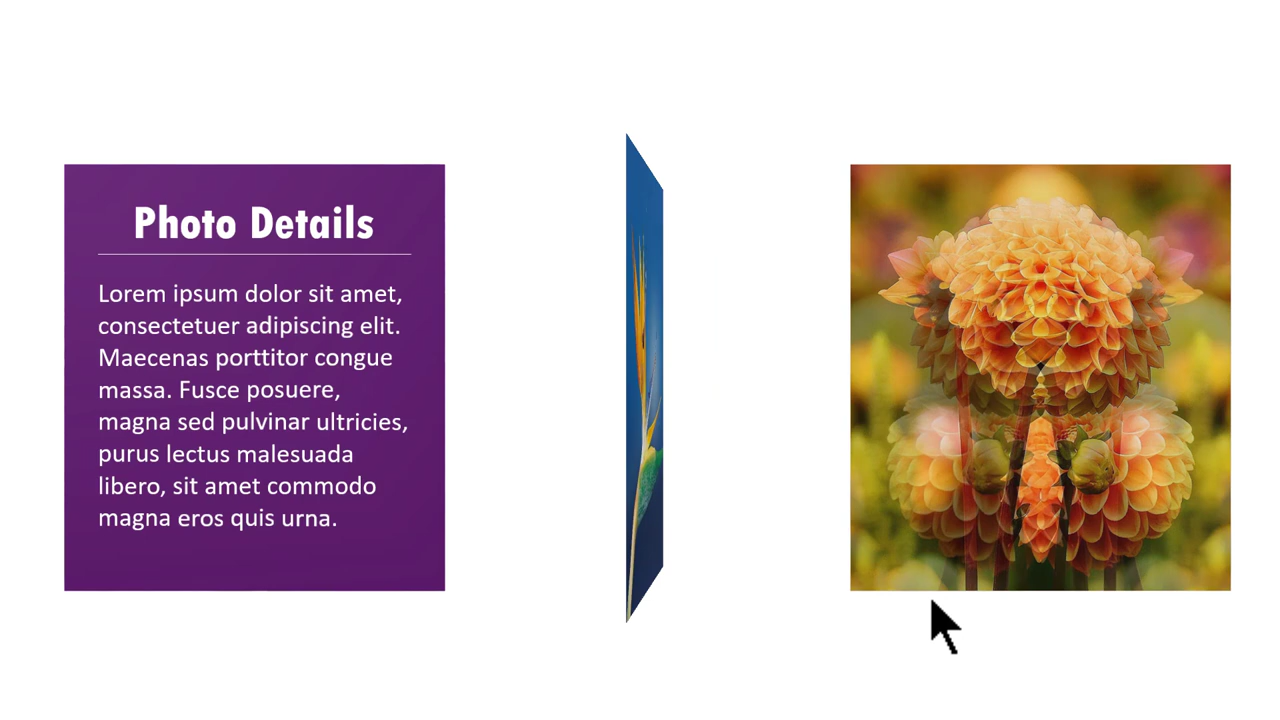 Photo Details
Lorem ipsum dolor sit amet,
consectetuer adipiscing elit.
Maecenas porttitor congue
massa. Fusce posuere,
magna sed pulvinar ultricies,
purus lectus malesuada
libero, sit amet commodo
magna eros quis urna.